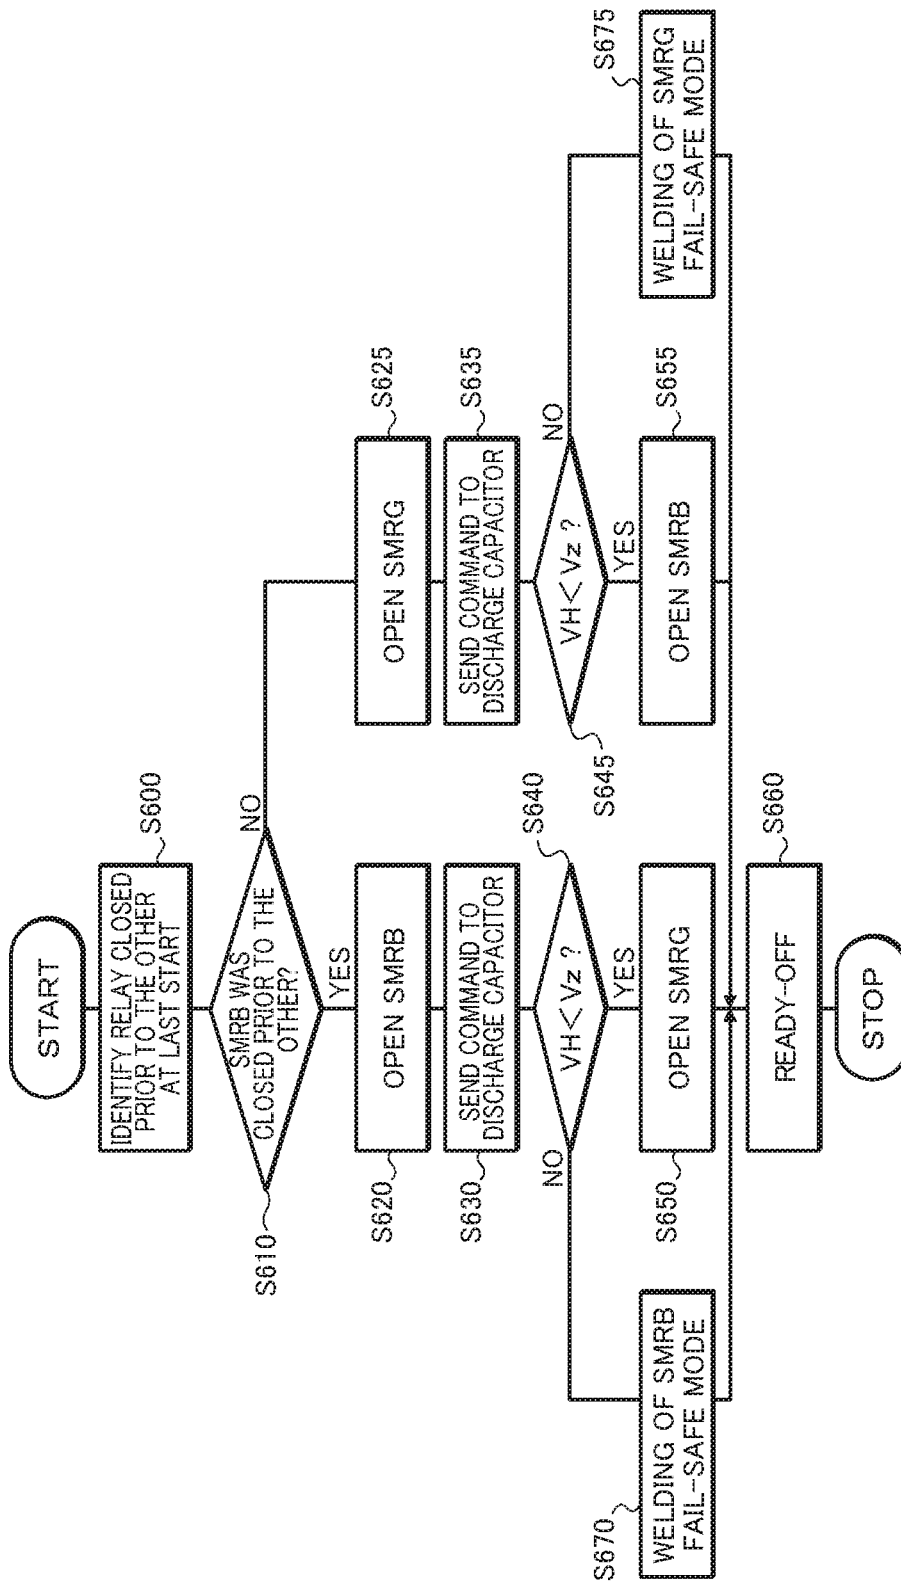 START
IDENTIFY RELAY CLOSED
PRIOR TO THE OTHER
AT LAST START
S600
SMRB WAS
CLOSED PRIOR TO THE
OTHER?
S610
NO
YES
OPEN SMRB
S620
OPEN SMRG
S625
SEND COMMAND TO
DISCHARGE CAPACITOR
S630
SEND COMMAND TO
DISCHARGE CAPACITOR
S635
VH< Vz ?
S640
NO
YES
VH< Vz ?
S645
NO
YES
WELDING OF SMRB
FAIL-SAFE MODE
S670
OPEN SMRG
S650
OPEN SMRB
S655
WELDING OF SMRG
FAIL-SAFE MODE
S675
READY-OFF
S660
STOP